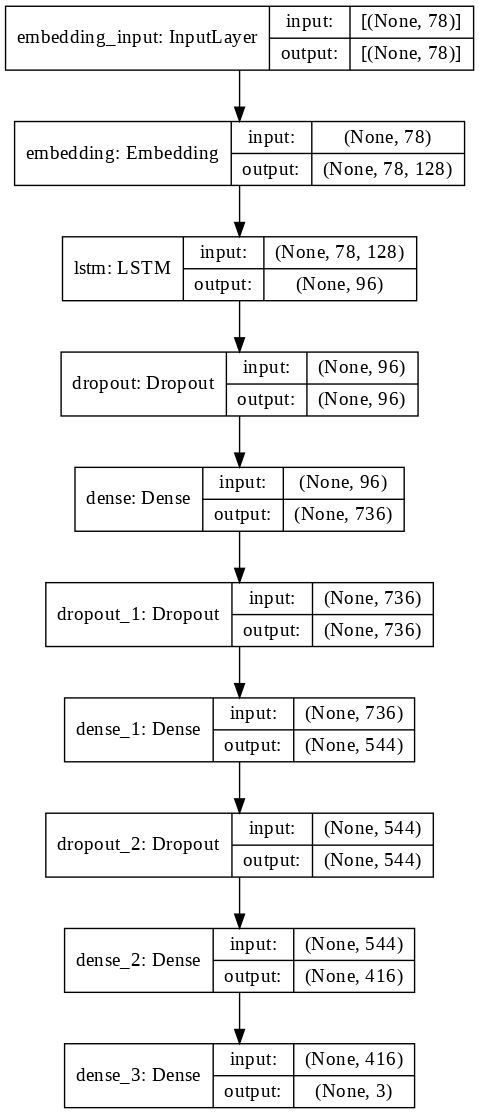 embedding_input: InputLayer
input: [(None, 78)]
output: [(None, 78)]
embedding: Embedding
input: (None, 78)
output: (None, 78, 128)
lstm: LSTM
input: (None, 78, 128)
output: (None, 96)
dropout: Dropout
input: (None, 96)
output: (None, 96)
dense: Dense
input: (None, 96)
output: (None, 736)
dropout_1: Dropout
input: (None, 736)
output: (None, 736)
dense_1: Dense
input: (None, 736)
output: (None, 544)
dropout_2: Dropout
input: (None, 544)
output: (None, 544)
dense_2: Dense
input: (None, 544)
output: (None, 416)
dense_3: Dense
input: (None, 416)
output: (None, 3)